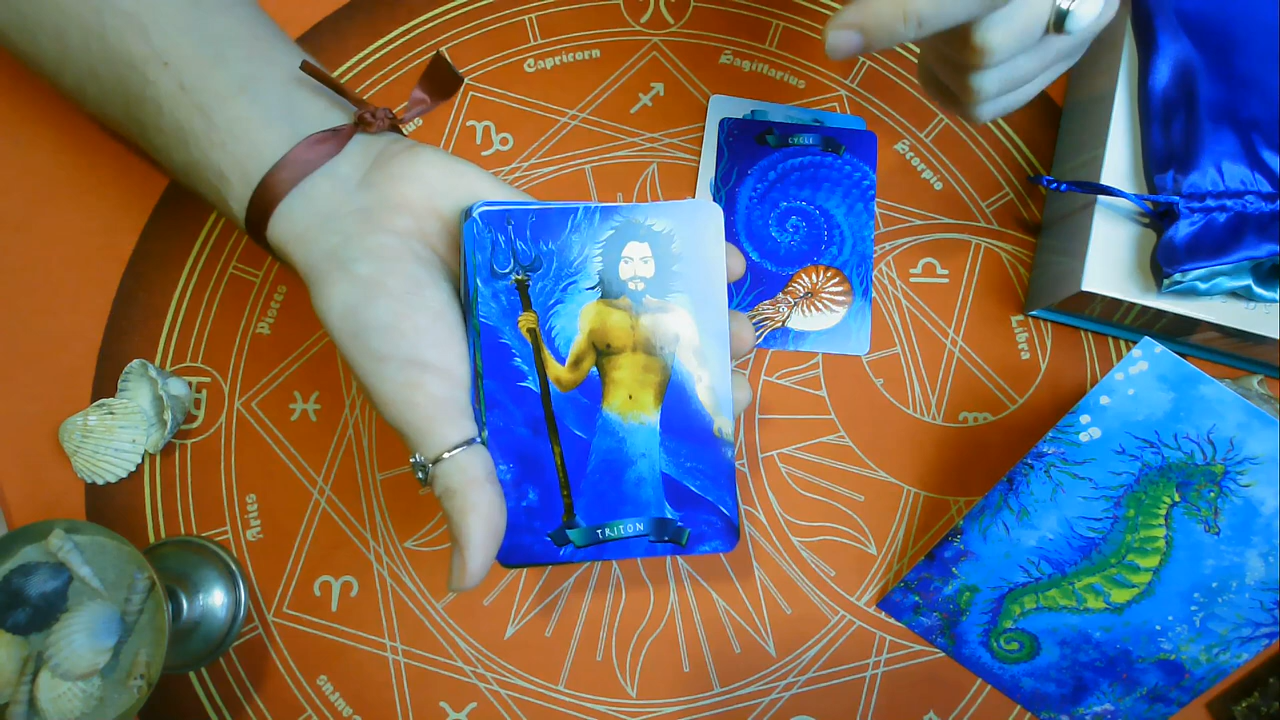 Capricorn
Sagittarius
Scorpio
CYCLE
Libra
Pisces
Aries
TRITON